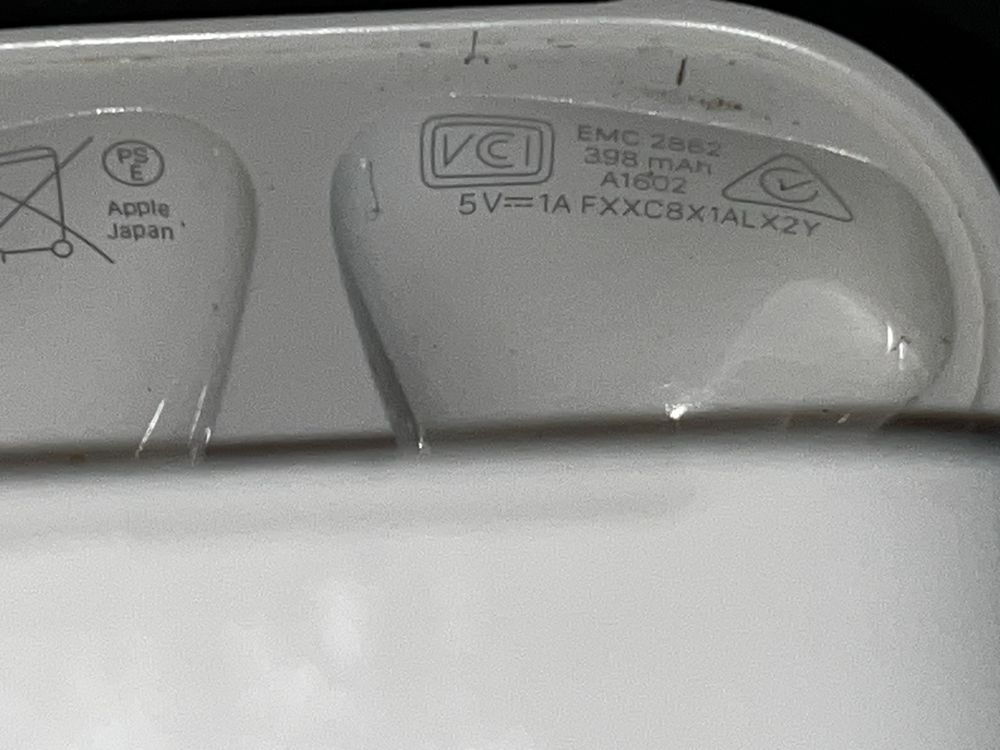 PS
E
Apple
Japan
VCI
EMC 2862
398 mAh
A1602
5V⎓1A FXXC8X1ALX2Y